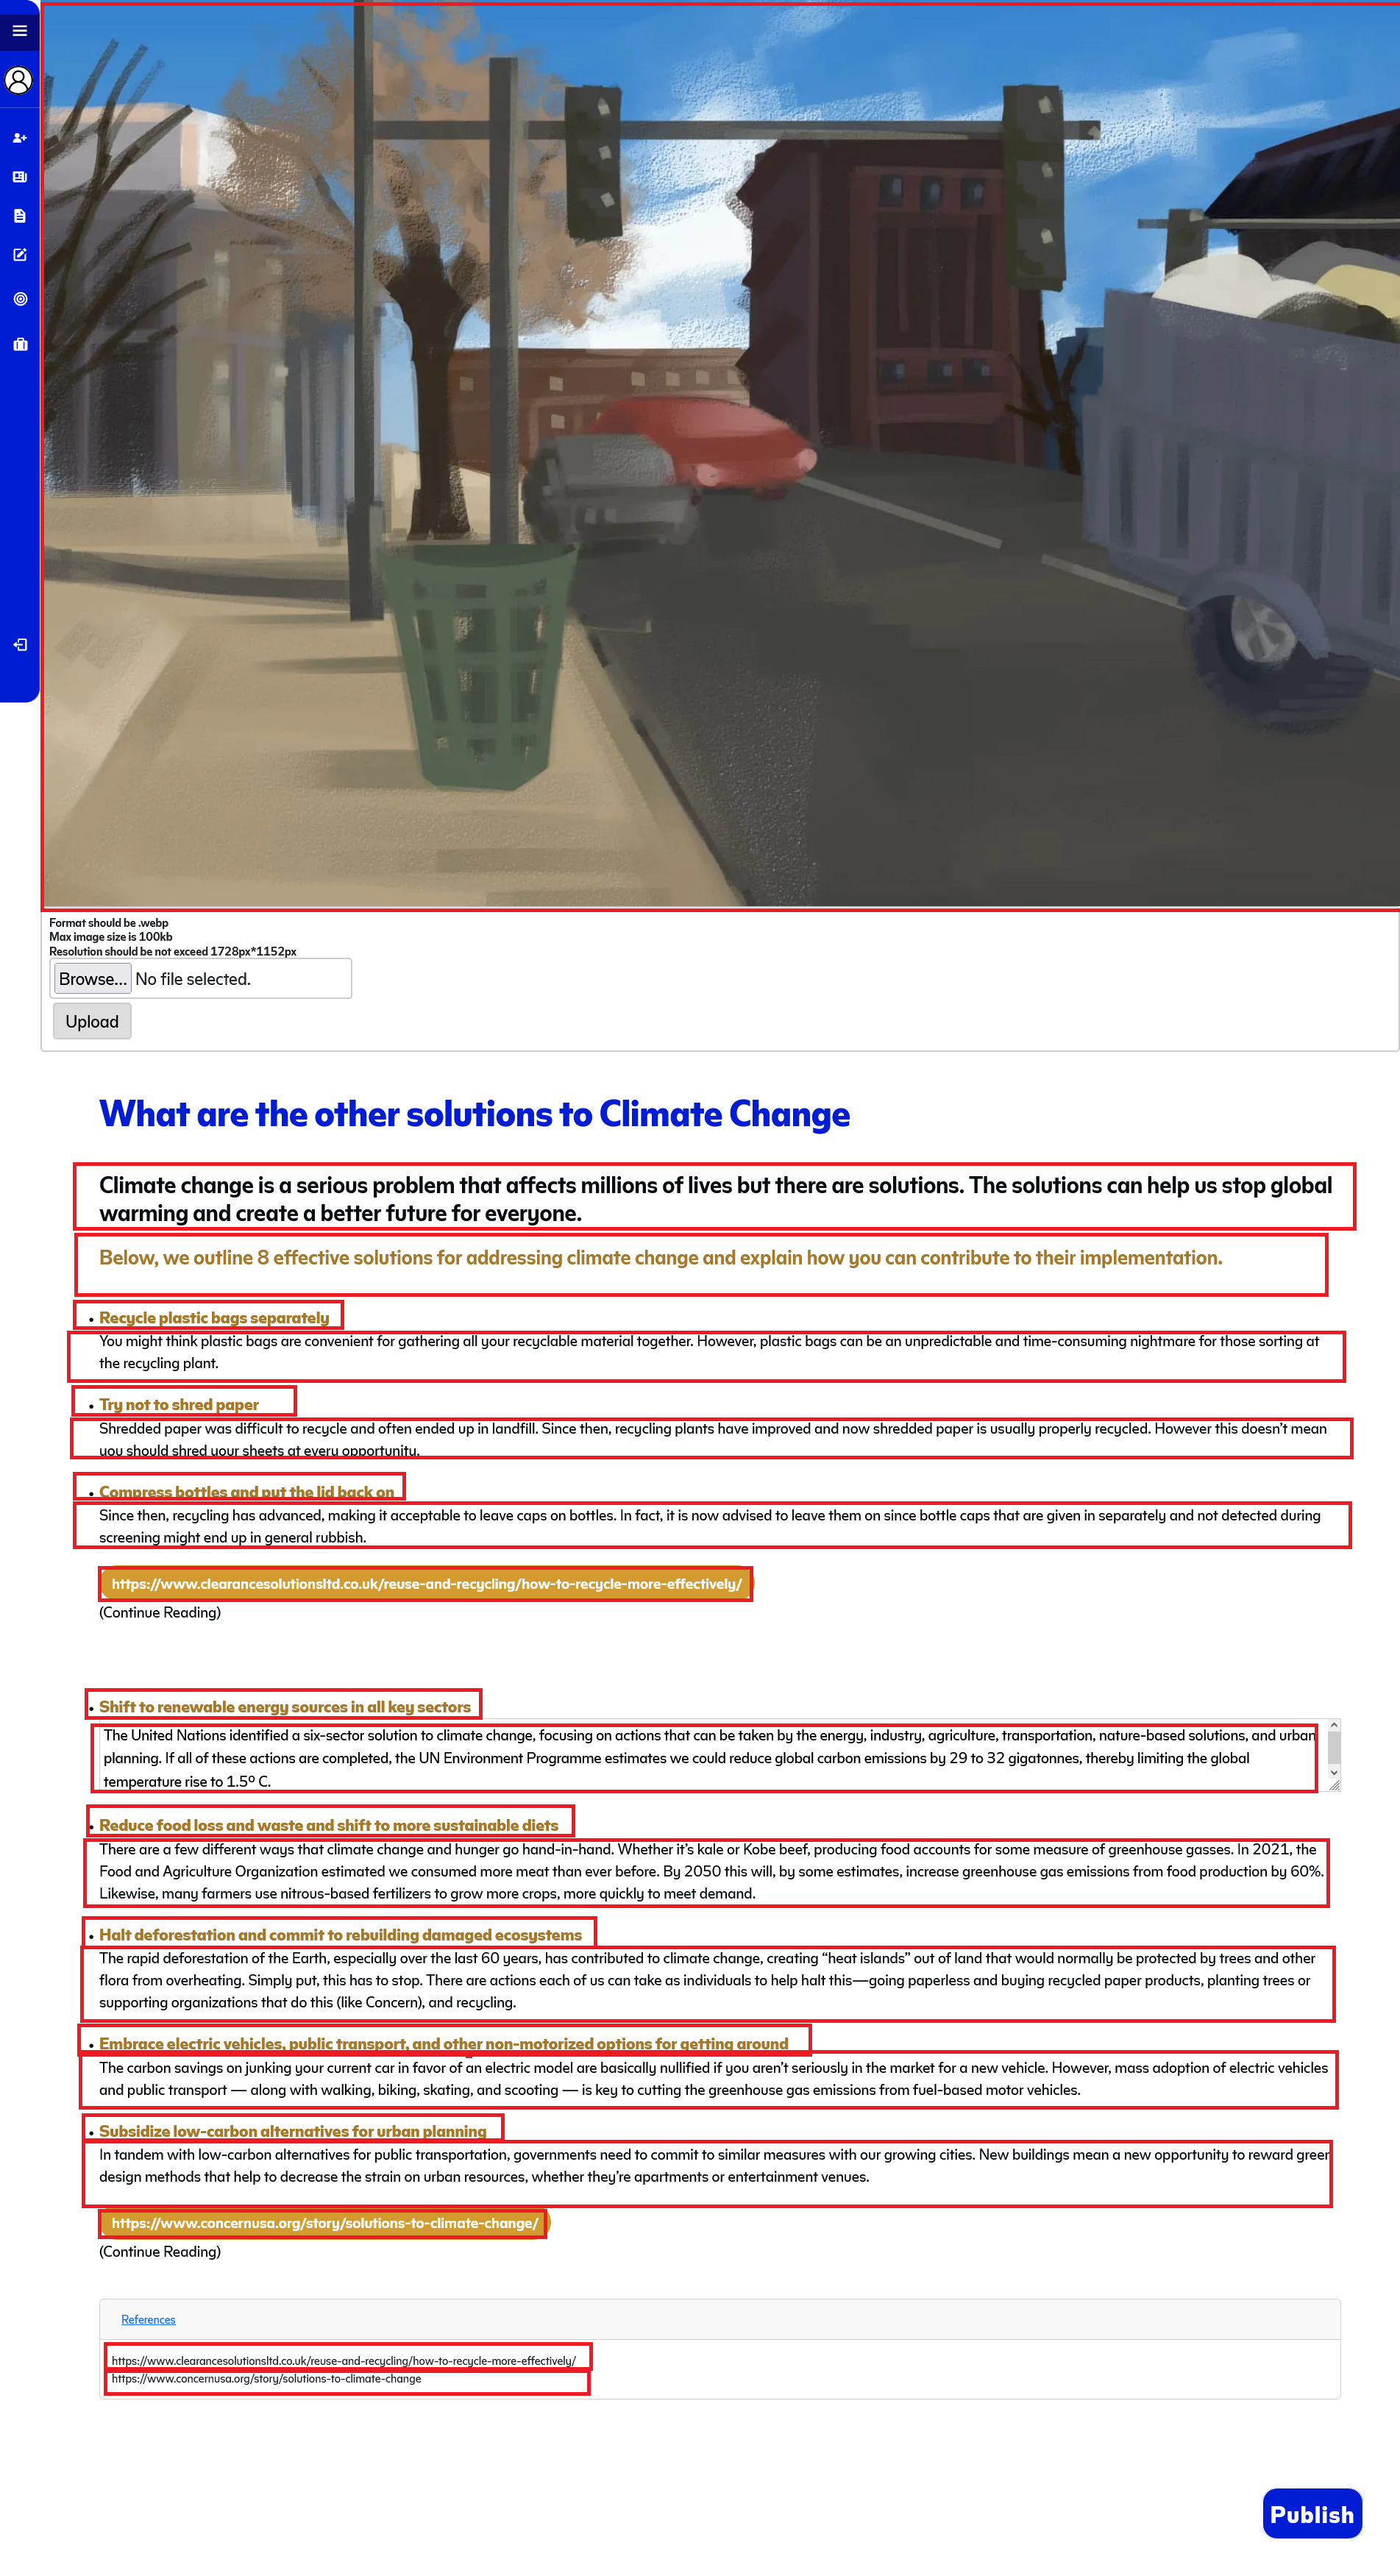 Format should be .webp
Max image size is 100kb
Resolution should be not exceed 1728px*1152px
Browse... No file selected.
Upload
What are the other solutions to Climate Change
Climate change is a serious problem that affects millions of lives but there are solutions. The solutions can help us stop global
warming and create a better future for everyone.
Below, we outline 8 effective solutions for addressing climate change and explain how you can contribute to their implementation.
• Recycle plastic bags separately
You might think plastic bags are convenient for gathering all your recyclable material together. However, plastic bags can be an unpredictable and time-consuming nightmare for those sorting at
the recycling plant.
• Try not to shred paper
Shredded paper was difficult to recycle and often ended up in landfill. Since then, recycling plants have improved and now shredded paper is usually properly recycled. However this doesn’t mean
you should shred your sheets at every opportunity.
• Compress bottles and put the lid back on
Since then, recycling has advanced, making it acceptable to leave caps on bottles. In fact, it is now advised to leave them on since bottle caps that are given in separately and not detected during
screening might end up in general rubbish.
https://www.clearancesolutionsltd.co.uk/reuse-and-recycling/how-to-recycle-more-effectively/
(Continue Reading)
• Shift to renewable energy sources in all key sectors
The United Nations identified a six-sector solution to climate change, focusing on actions that can be taken by the energy, industry, agriculture, transportation, nature-based solutions, and urban
planning. If all of these actions are completed, the UN Environment Programme estimates we could reduce global carbon emissions by 29 to 32 gigatonnes, thereby limiting the global
temperature rise to 1.5º C.
• Reduce food loss and waste and shift to more sustainable diets
There are a few different ways that climate change and hunger go hand-in-hand. Whether it’s kale or Kobe beef, producing food accounts for some measure of greenhouse gasses. In 2021, the
Food and Agriculture Organization estimated we consumed more meat than ever before. By 2050 this will, by some estimates, increase greenhouse gas emissions from food production by 60%.
Likewise, many farmers use nitrous-based fertilizers to grow more crops, more quickly to meet demand.
• Halt deforestation and commit to rebuilding damaged ecosystems
The rapid deforestation of the Earth, especially over the last 60 years, has contributed to climate change, creating “heat islands” out of land that would normally be protected by trees and other
flora from overheating. Simply put, this has to stop. There are actions each of us can take as individuals to help halt this—going paperless and buying recycled paper products, planting trees or
supporting organizations that do this (like Concern), and recycling.
• Embrace electric vehicles, public transport, and other non-motorized options for getting around
The carbon savings on junking your current car in favor of an electric model are basically nullified if you aren’t seriously in the market for a new vehicle. However, mass adoption of electric vehicles
and public transport — along with walking, biking, skating, and scooting — is key to cutting the greenhouse gas emissions from fuel-based motor vehicles.
• Subsidize low-carbon alternatives for urban planning
In tandem with low-carbon alternatives for public transportation, governments need to commit to similar measures with our growing cities. New buildings mean a new opportunity to reward green
design methods that help to decrease the strain on urban resources, whether they’re apartments or entertainment venues.
https://www.concernusa.org/story/solutions-to-climate-change/
(Continue Reading)
References
https://www.clearancesolutionsltd.co.uk/reuse-and-recycling/how-to-recycle-more-effectively/
https://www.concernusa.org/story/solutions-to-climate-change
Publish